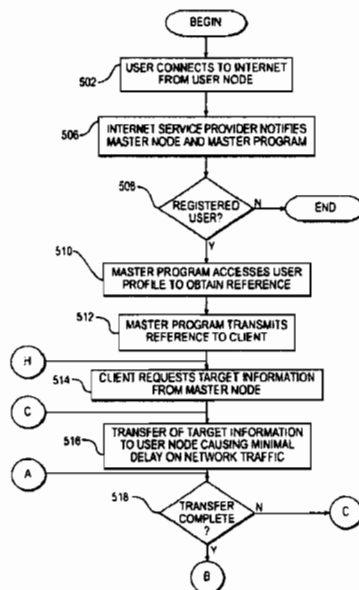 BEGIN
502
USER CONNECTS TO INTERNET
FROM USER NODE
506
INTERNET SERVICE PROVIDER NOTIFIES
MASTER NODE AND MASTER PROGRAM
508
REGISTERED
USER?
N
END
Y
510
MASTER PROGRAM ACCESSES USER
PROFILE TO OBTAIN REFERENCE
512
MASTER PROGRAM TRANSMITS
REFERENCE TO CLIENT
H
514
CLIENT REQUESTS TARGET INFORMATION
FROM MASTER NODE
C
516
TRANSFER OF TARGET INFORMATION
TO USER NODE CAUSING MINIMAL
DELAY ON NETWORK TRAFFIC
A
518
TRANSFER
COMPLETE
?
N
C
Y
B